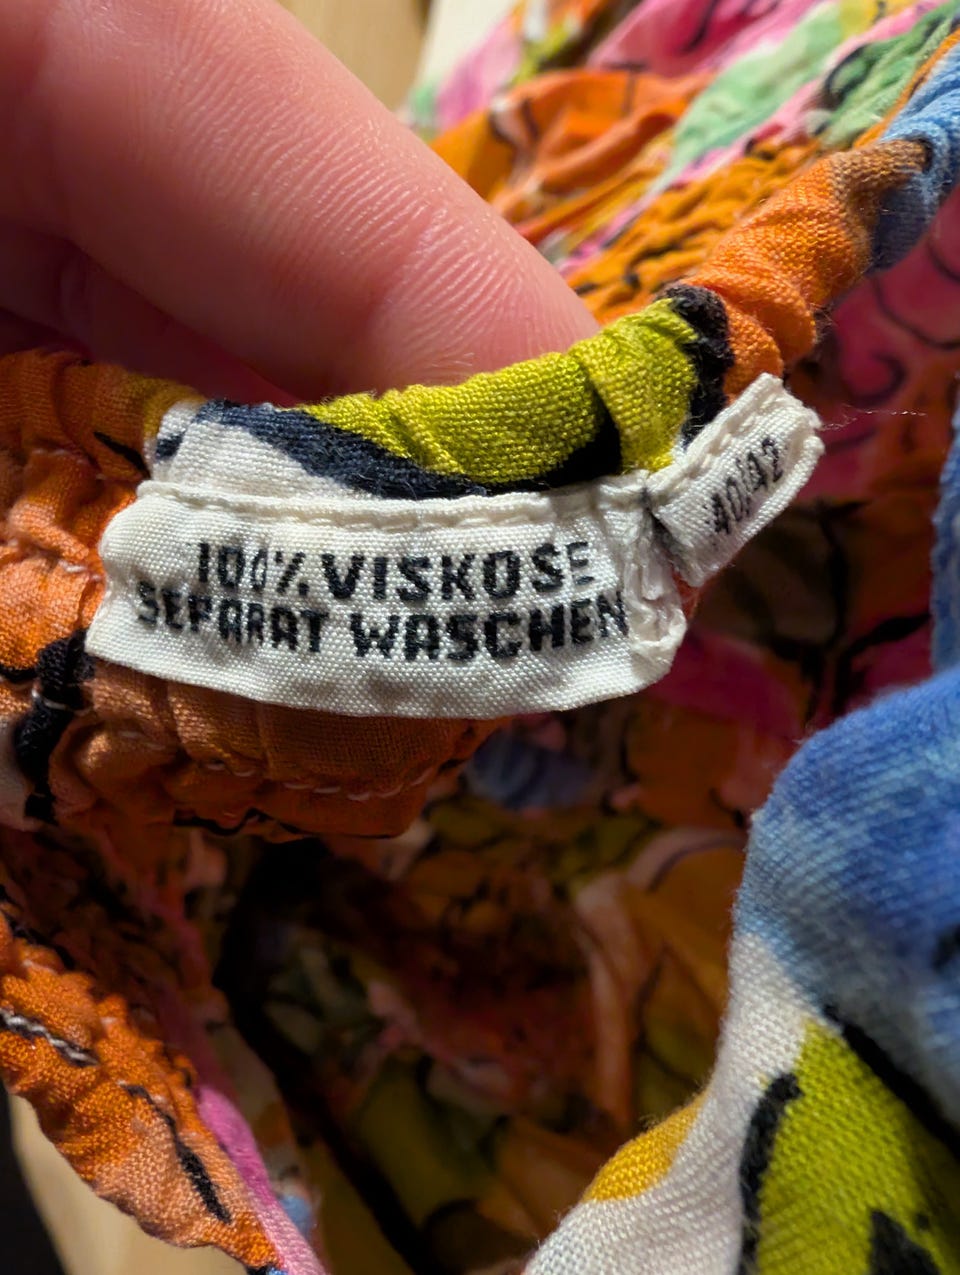 100% VISKOSE
SEPARAT WASCHEN
40/42